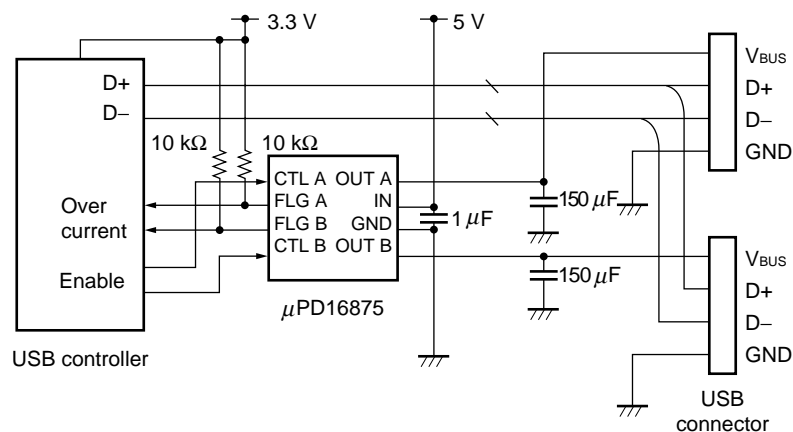 3.3 V
5 V
D+
D−
10 kΩ
10 kΩ
Over
current
Enable
USB controller
CTL A
FLG A
FLG B
CTL B
OUT A
IN
GND
OUT B
µPD16875
1 µF
150 µF
150 µF
VBUS
D+
D−
GND
VBUS
D+
D−
GND
USB
connector